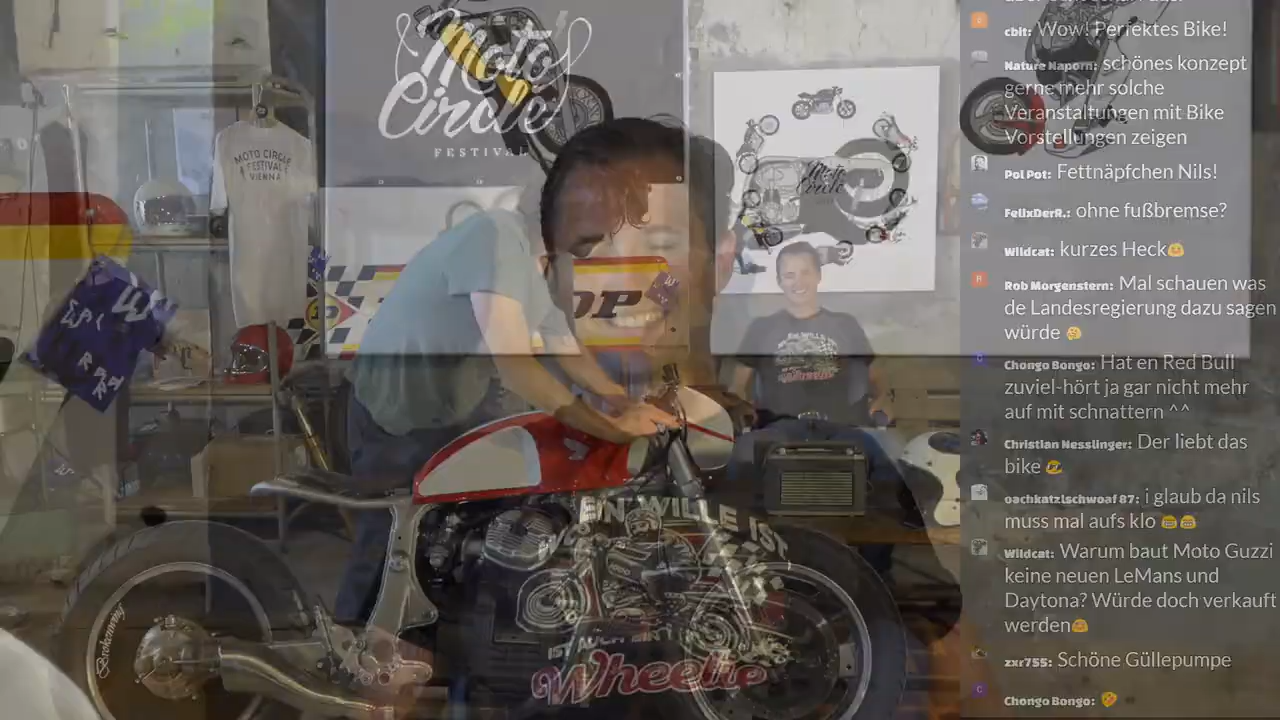 Moto
Circle
FESTIVAL
MOTO CIRCLE
FESTIVAL
VIENNA
Moto
Circle
OP
EIN WILLE IST
IST AUCH EIN
Wheelie
Brokenwing
cbit: Wow! Perfektes Bike!
Nature Naporn: schönes konzept
gerne mehr solche
Veranstaltungen mit Bike
Vorstellungen zeigen
Pol Pot: Fettnäpfchen Nils!
FelixDerR.: ohne fußbremse?
Wildcat: kurzes Heck
Rob Morgenstern: Mal schauen was
de Landesregierung dazu sagen
würde
Chongo Bongo: Hat en Red Bull
zuviel-hört ja gar nicht mehr
auf mit schnattern ^^
Christian Nesslinger: Der liebt das
bike
oachkatzlschwoaf 87: i glaub da nils
muss mal aufs klo
Wildcat: Warum baut Moto Guzzi
keine neuen LeMans und
Daytona? Würde doch verkauft
werden
zxr755: Schöne Güllepumpe
Chongo Bongo: